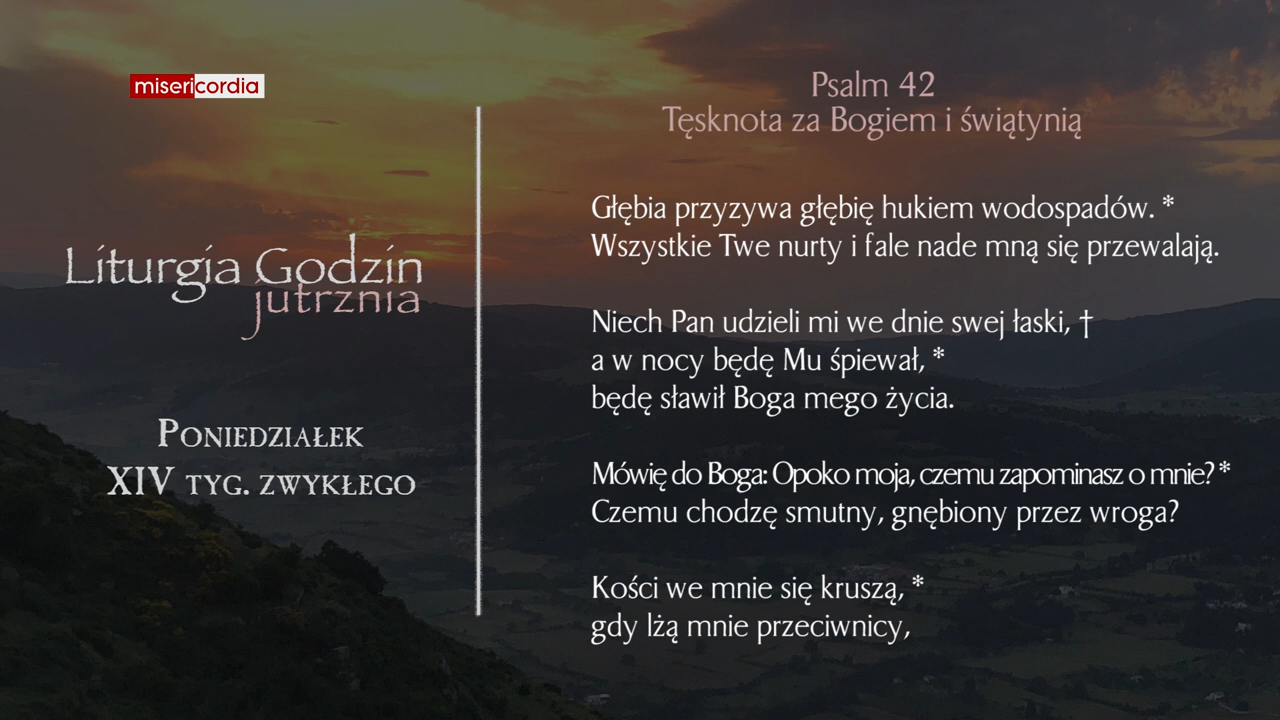 misericordia
Liturgia Godzin
jutrznia
Poniedziałek
XIV tyg. zwykłego
Psalm 42
Tęsknota za Bogiem i świątynią
Głębia przyzywa głębię hukiem wodospadów. *
Wszystkie Twe nurty i fale nade mną się przewalają.
Niech Pan udzieli mi we dnie swej łaski, †
a w nocy będę Mu śpiewał, *
będę sławił Boga mego życia.
Mówię do Boga: Opoko moja, czemu zapominasz o mnie? *
Czemu chodzę smutny, gnębiony przez wroga?
Kości we mnie się kruszą, *
gdy lżą mnie przeciwnicy,